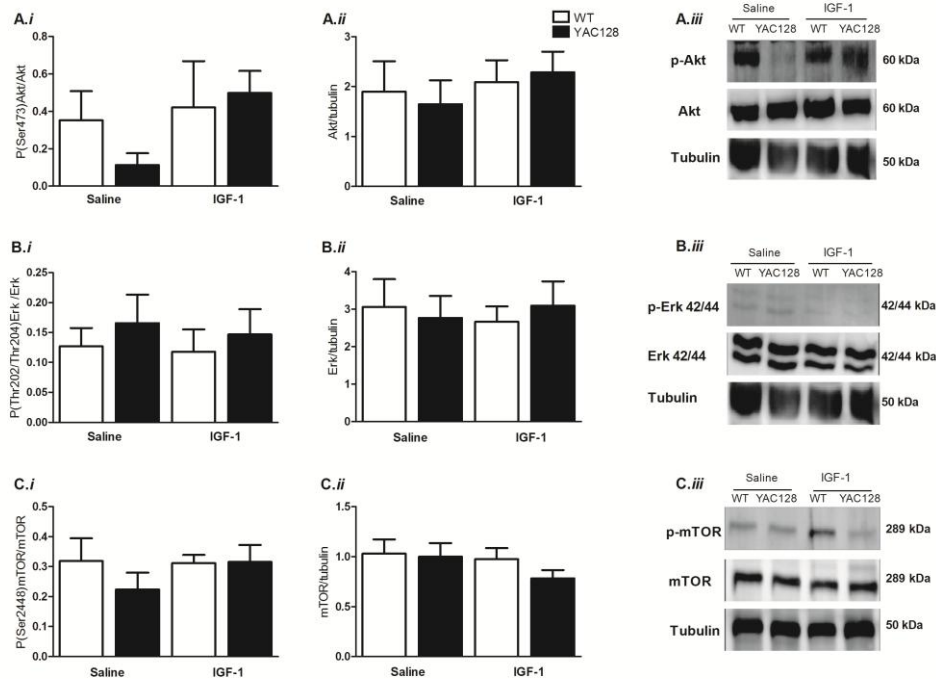 A.i
P(Ser473)Akt/Akt
0.8
0.6
0.4
0.2
0.0
Saline
IGF-1
A.ii
Akt/tubulin
3
2
1
0
Saline
IGF-1
WT
YAC128
A.iii
Saline
IGF-1
WT YAC128 WT YAC128
p-Akt
60 kDa
Akt
60 kDa
Tubulin
50 kDa
B.i
P(Thr202/Thr204)Erk /Erk
0.25
0.20
0.15
0.10
0.05
0.00
Saline
IGF-1
B.ii
Erk/tubulin
4
3
2
1
0
Saline
IGF-1
B.iii
Saline
IGF-1
WT YAC128 WT YAC128
p-Erk 42/44
42/44 kDa
Erk 42/44
42/44 kDa
Tubulin
50 kDa
C.i
P(Ser2448)mTOR/mTOR
0.5
0.4
0.3
0.2
0.1
0.0
Saline
IGF-1
C.ii
mTOR/tubulin
1.5
1.0
0.5
0.0
Saline
IGF-1
C.iii
Saline
IGF-1
WT YAC128 WT YAC128
p-mTOR
289 kDa
mTOR
289 kDa
Tubulin
50 kDa